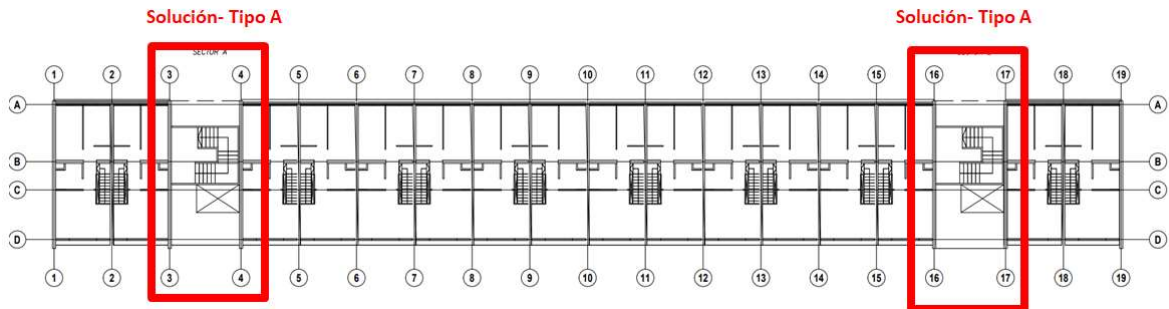 Solución- Tipo A Solución- Tipo A
SECTOR A
1 2 3 4 5 6 7 8 9 10 11 12 13 14 15 16 17 18 19
A A
B B
C C
D D
1 2 3 4 5 6 7 8 9 10 11 12 13 14 15 16 17 18 19